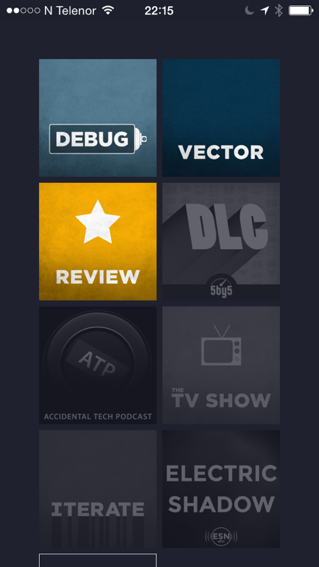 N Telenor 22:15
DEBUG
VECTOR
REVIEW
DLC
5by5
ATP
ACCIDENTAL TECH PODCAST
THE
TV SHOW
ITERATE
ELECTRIC
SHADOW
ESN